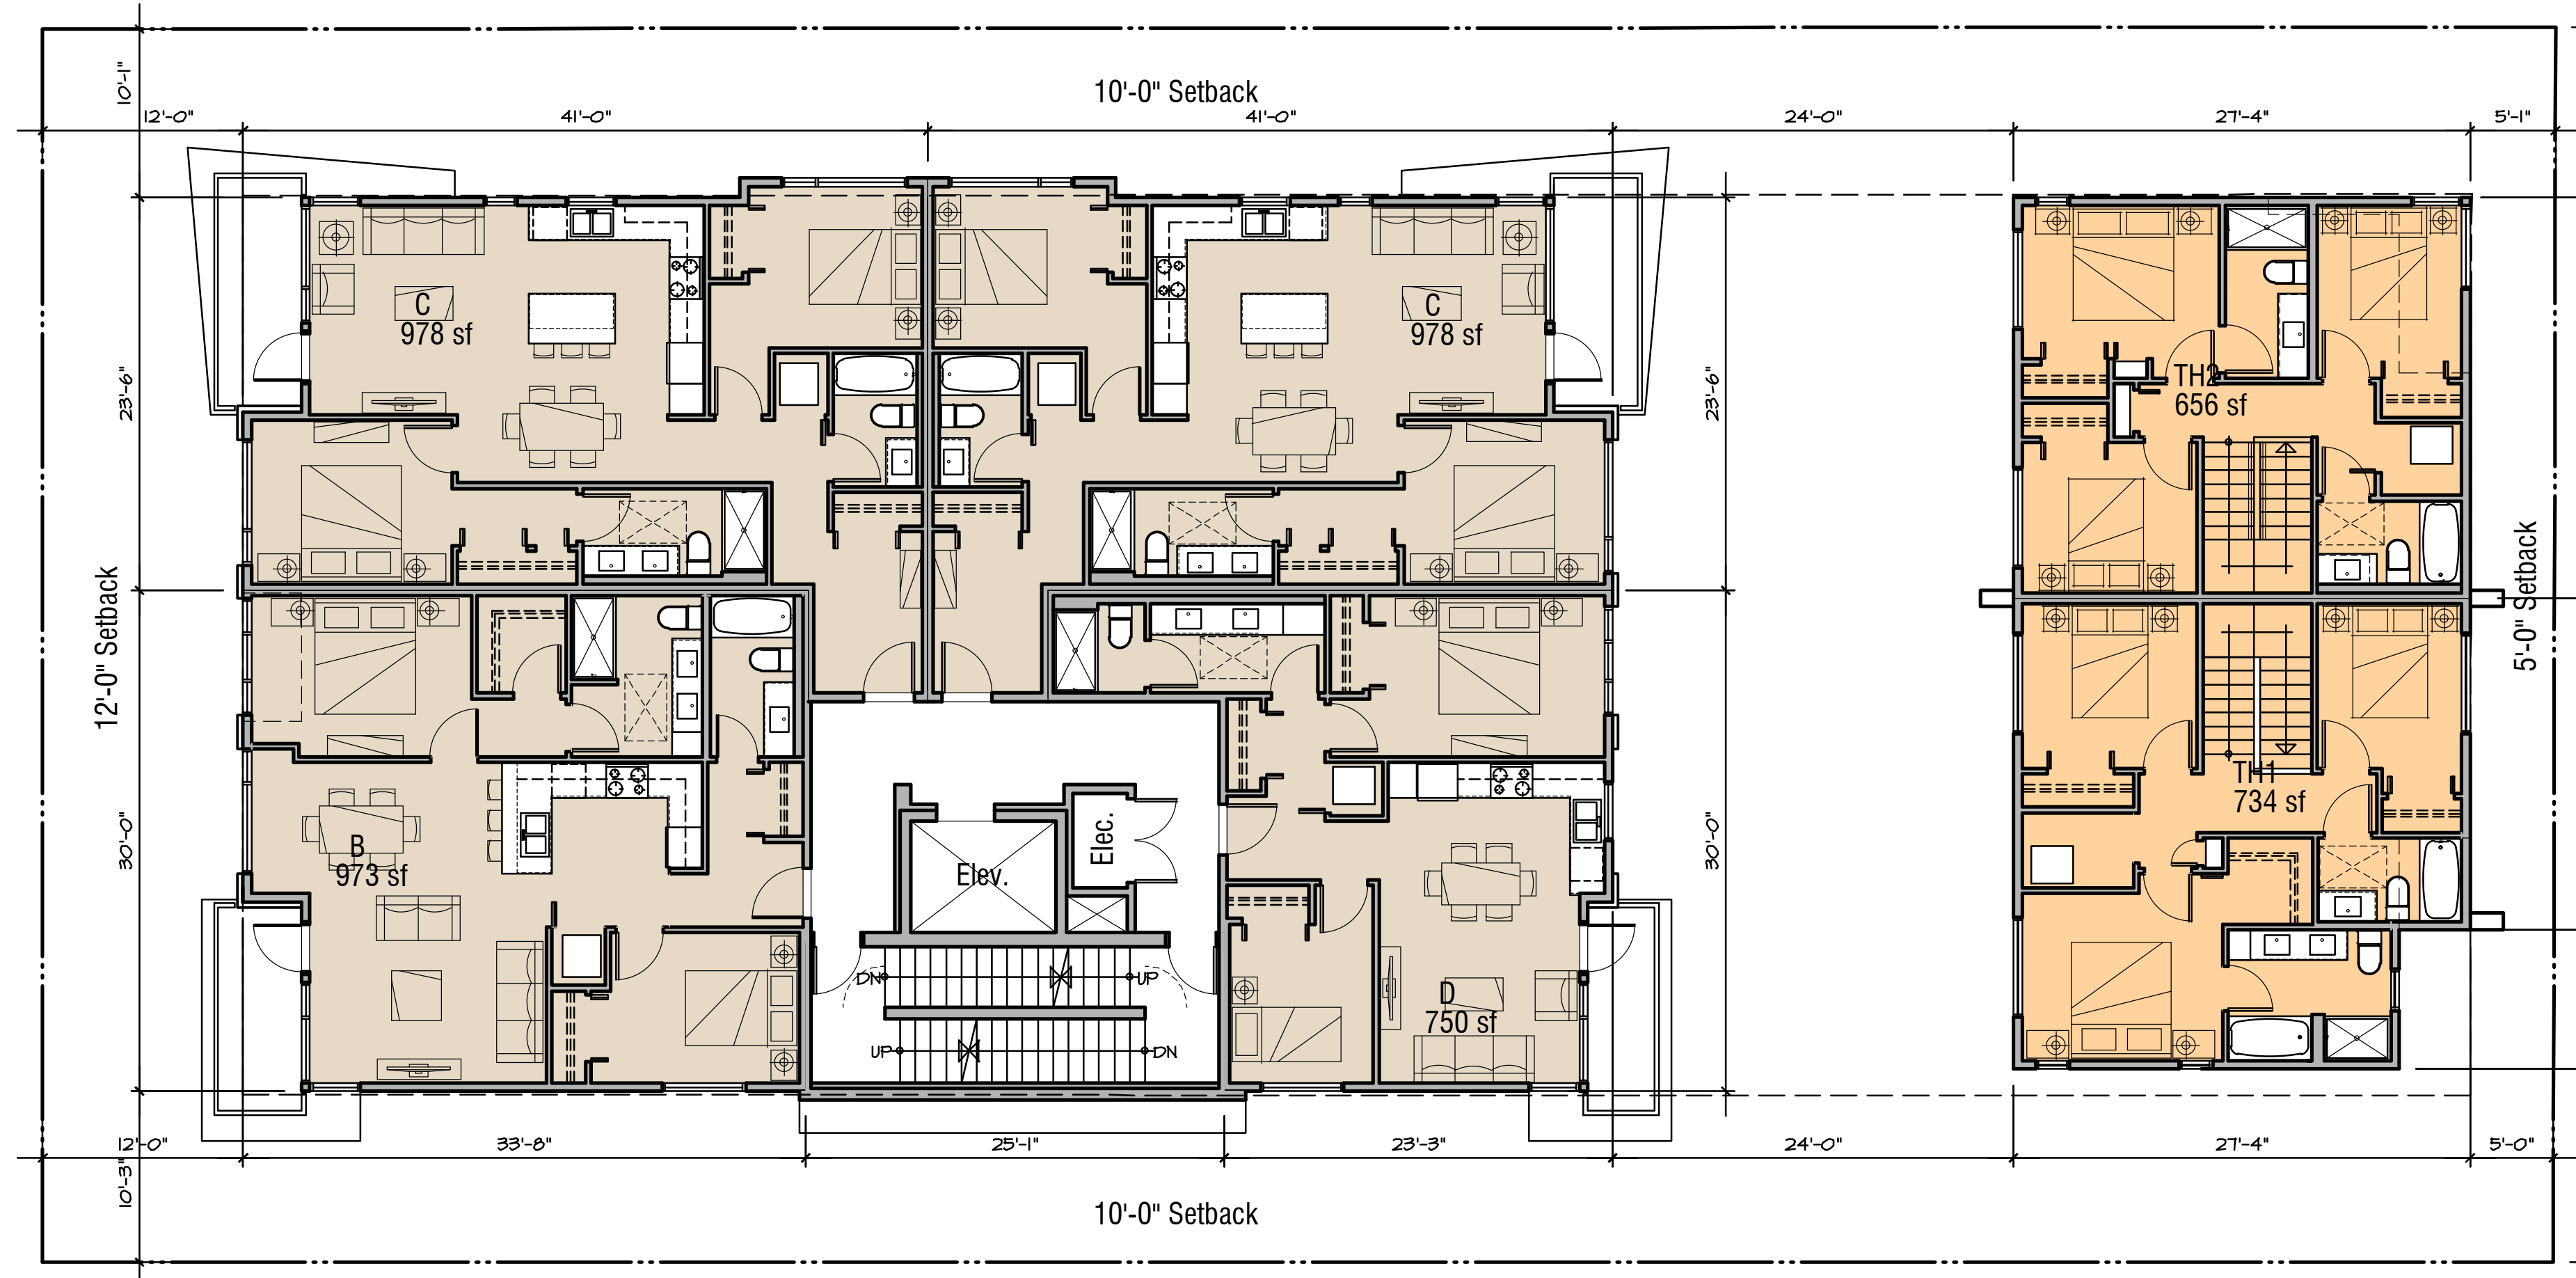 10'-0" Setback
10'-1"
12'-0"
41'-0"
41'-0"
24'-0"
27'-4"
5'-1"
C
978 sf
C
978 sf
TH2
656 sf
23'-6"
23'-6"
12'-0" Setback
5'-0" Setback
TH1
734 sf
B
973 sf
Elev.
Elec.
30'-0"
30'-0"
D
750 sf
DN
UP
UP
DN
12'-0"
33'-8"
25'-1"
23'-3"
24'-0"
27'-4"
5'-0"
10'-3"
10'-0" Setback